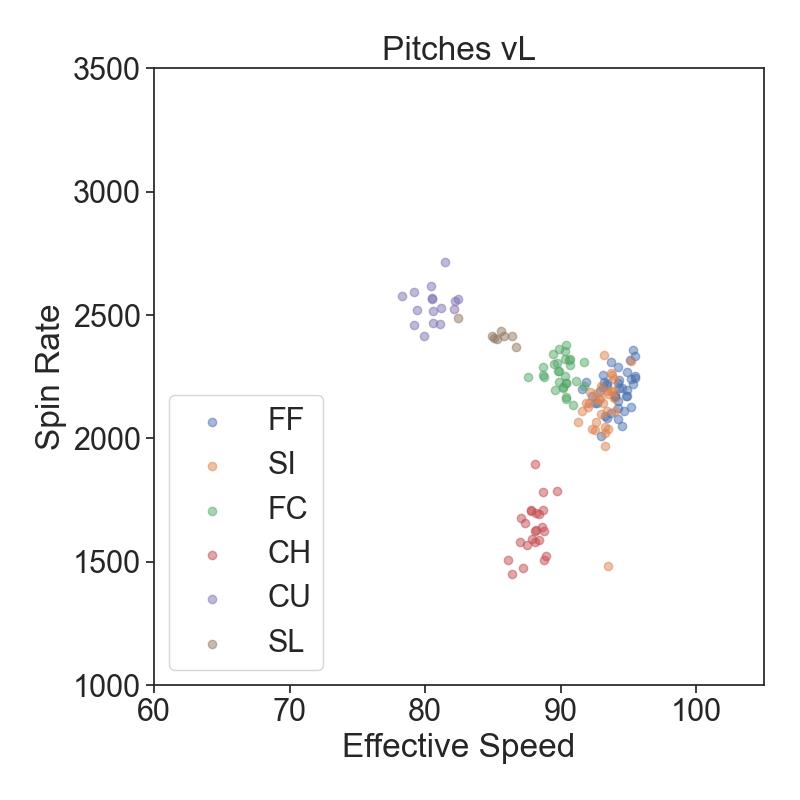 Pitches vL
3500
3000
2500
2000
1500
1000
Spin Rate
FF
SI
FC
CH
CU
SL
60 70 80 90 100
Effective Speed